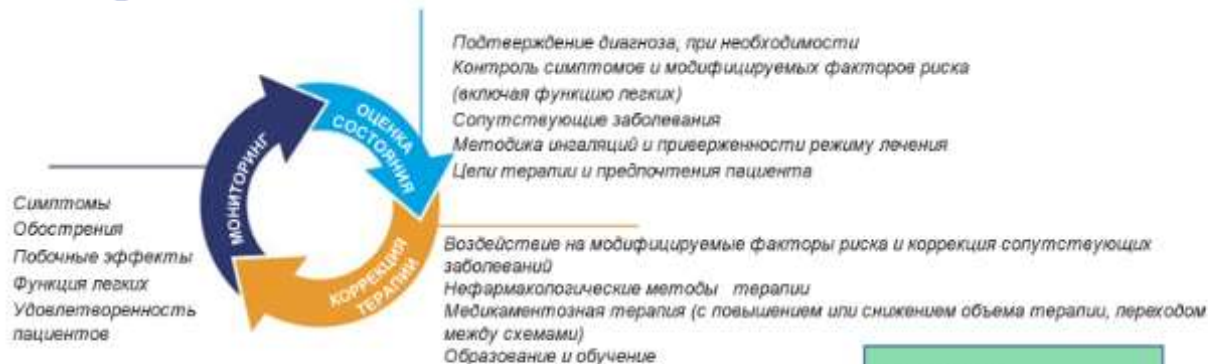 Подтверждение диагноза, при необходимости
Контроль симптомов и модифицируемых факторов риска
(включая функцию легких)
Сопутствующие заболевания
Методика ингаляций и приверженности режиму лечения
Цели терапии и предпочтения пациента
ОЦЕНКА
СОСТОЯНИЯ
МОНИТОРИНГ
КОРРЕКЦИЯ
ТЕРАПИИ
Симптомы
Обострения
Побочные эффекты
Функция легких
Удовлетворенность
пациентов
Воздействие на модифицируемые факторы риска и коррекция сопутствующих
заболеваний
Нефармакологические методы терапии
Медикаментозная терапия (с повышением или снижением объема терапии, переходом
между схемами)
Образование и обучение